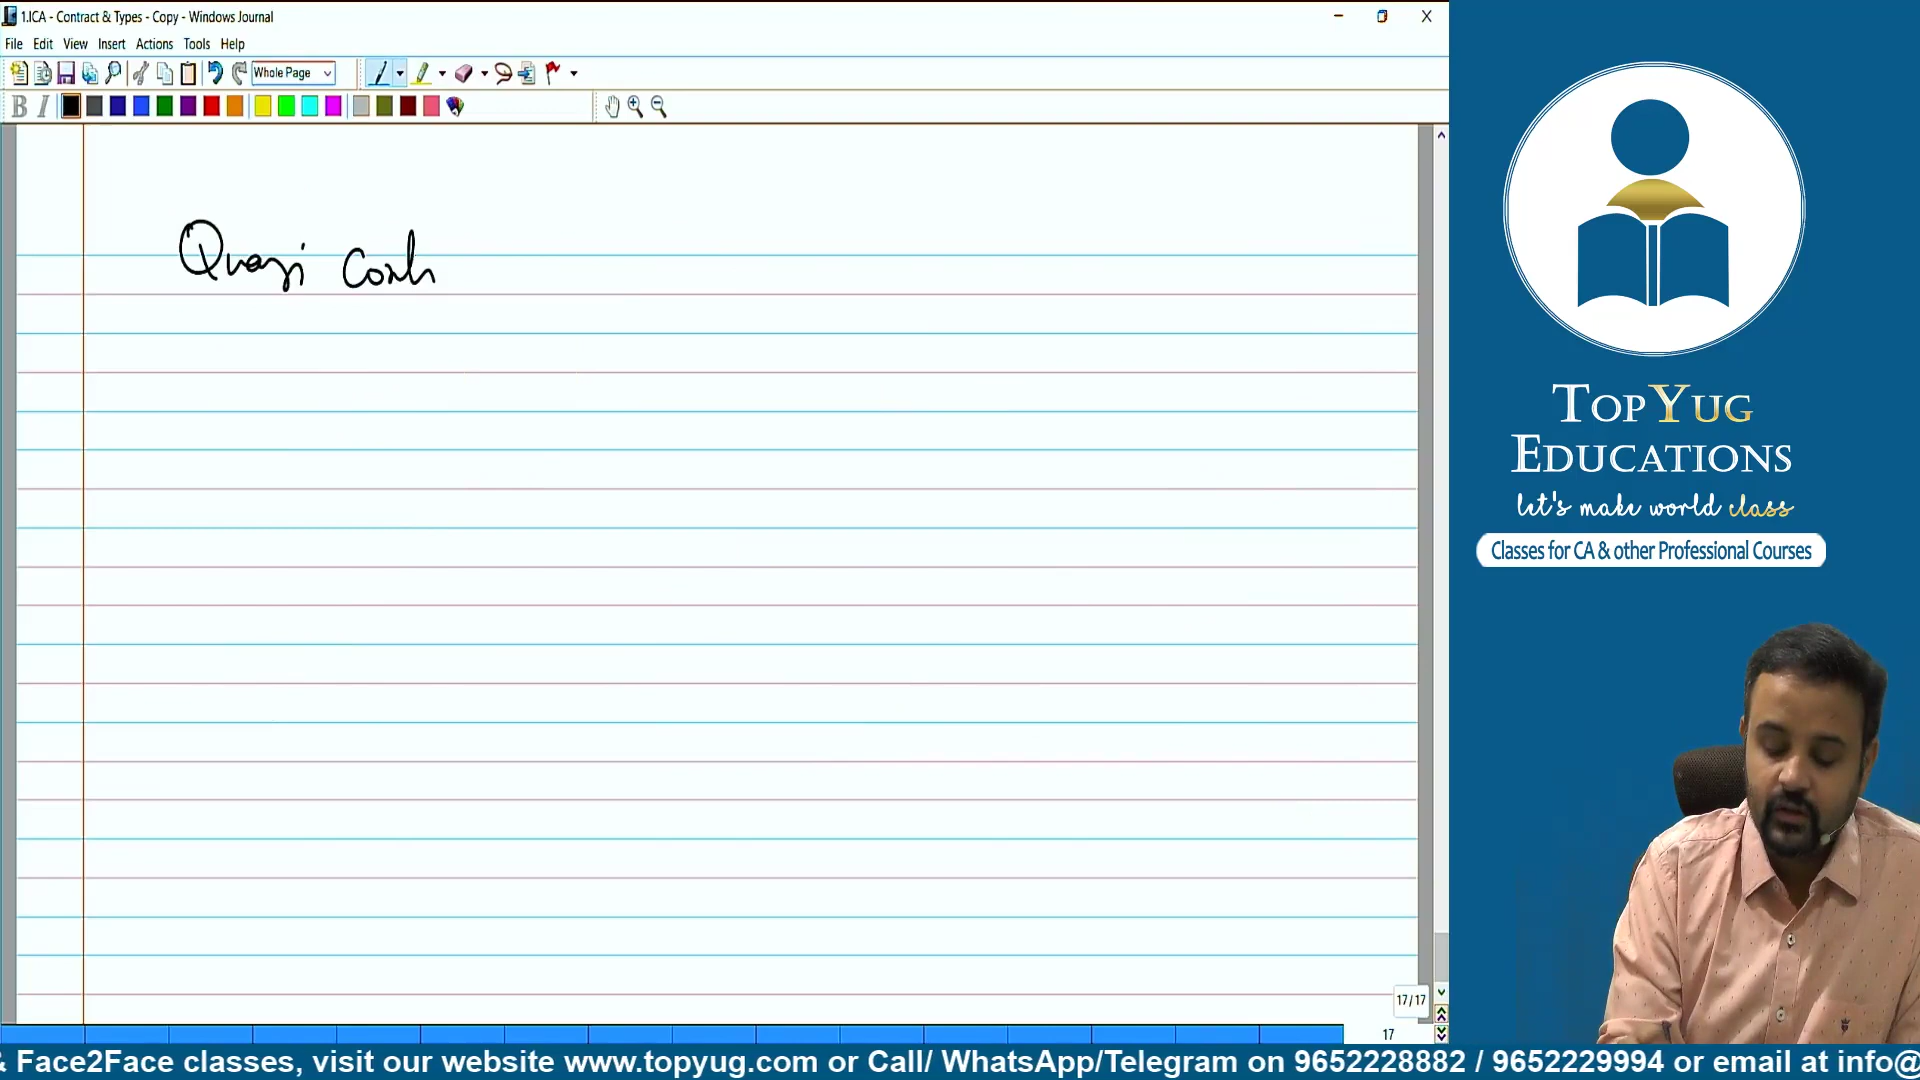 1.ICA - Contract & Types - Copy - Windows Journal
File Edit View Insert Actions Tools Help
Whole Page
B I
Quasi Contr
17/17
17
TOPYUG
EDUCATIONS
let's make world class
Classes for CA & other Professional Courses
& Face2Face classes, visit our website www.topyug.com or Call/ WhatsApp/Telegram on 9652228882 / 9652229994 or email at info@